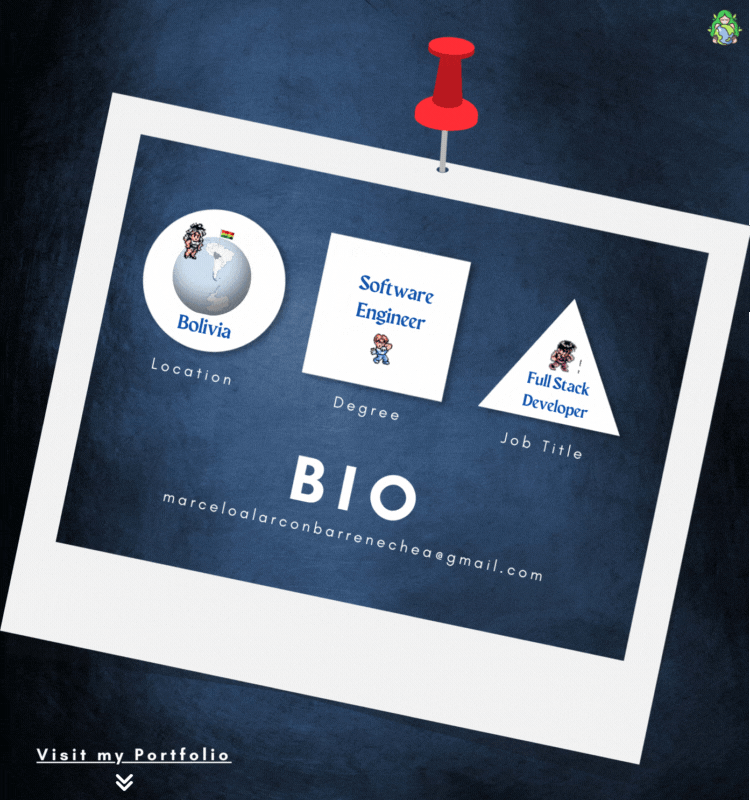 Bolivia
Location
Software
Engineer
Degree
Full Stack
Developer
Job Title
BIO
marceloalarconbarrenechea@gmail.com
Visit my Portfolio